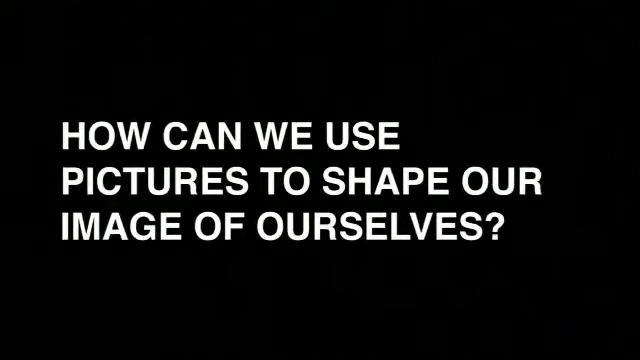 HOW CAN WE USE
PICTURES TO SHAPE OUR
IMAGE OF OURSELVES?